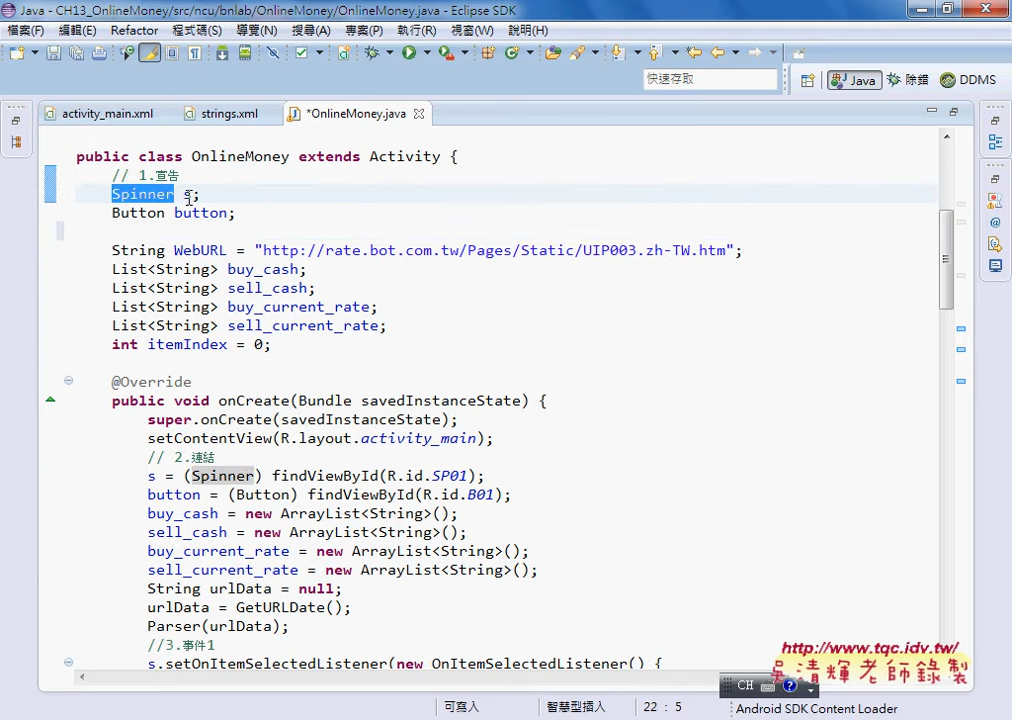 Java - CH13_OnlineMoney/src/ncu/bnlab/OnlineMoney/OnlineMoney.java - Eclipse SDK
檔案(F) 編輯(E) Refactor 程式碼(S) 導覽(N) 搜尋(A) 專案(P) 執行(R) 視窗(W) 說明(H)
快速存取 Java 除錯 DDMS
activity_main.xml strings.xml *OnlineMoney.java
public class OnlineMoney extends Activity {
// 1.宣告
Spinner s;
Button button;
String WebURL = "http://rate.bot.com.tw/Pages/Static/UIP003.zh-TW.htm";
List<String> buy_cash;
List<String> sell_cash;
List<String> buy_current_rate;
List<String> sell_current_rate;
int itemIndex = 0;
@Override
public void onCreate(Bundle savedInstanceState) {
super.onCreate(savedInstanceState);
setContentView(R.layout.activity_main);
// 2.連結
s = (Spinner) findViewById(R.id.SP01);
button = (Button) findViewById(R.id.B01);
buy_cash = new ArrayList<String>();
sell_cash = new ArrayList<String>();
buy_current_rate = new ArrayList<String>();
sell_current_rate = new ArrayList<String>();
String urlData = null;
urlData = GetURLDate();
Parser(urlData);
//3.事件1
s.setOnItemSelectedListener(new OnItemSelectedListener() {
http://www.tqc.idv.tw/
吳清輝老師錄製
CH
可寫入 智慧型插入 22 : 5 Android SDK Content Loader